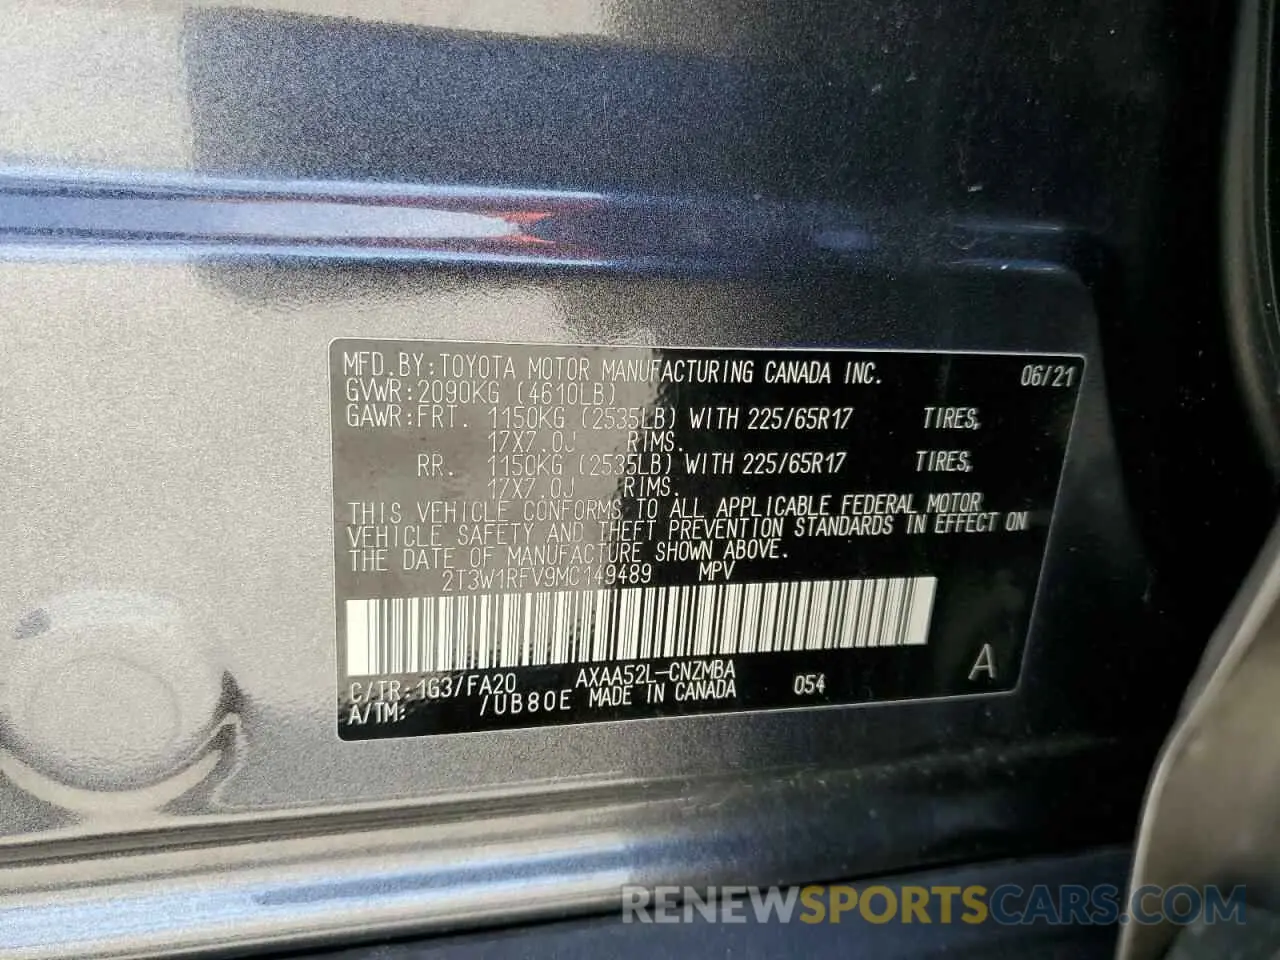 MFD.BY:TOYOTA MOTOR MANUFACTURING CANADA INC. 06/21
GVWR:2090KG (4610LB)
GAWR:FRT. 1150KG (2535LB) WITH 225/65R17 TIRES,
17X7.0J RIMS.
RR. 1150KG (2535LB) WITH 225/65R17 TIRES,
17X7.0J RIMS.
THIS VEHICLE CONFORMS TO ALL APPLICABLE FEDERAL MOTOR
VEHICLE SAFETY AND THEFT PREVENTION STANDARDS IN EFFECT ON
THE DATE OF MANUFACTURE SHOWN ABOVE.
2T3W1RFV9MC149489 MPV
C/TR:1G3/FA20 AXAA52L-CNZMBA A
A/TM: /UB80E MADE IN CANADA 054
RENEWSPORTSCARS.COM